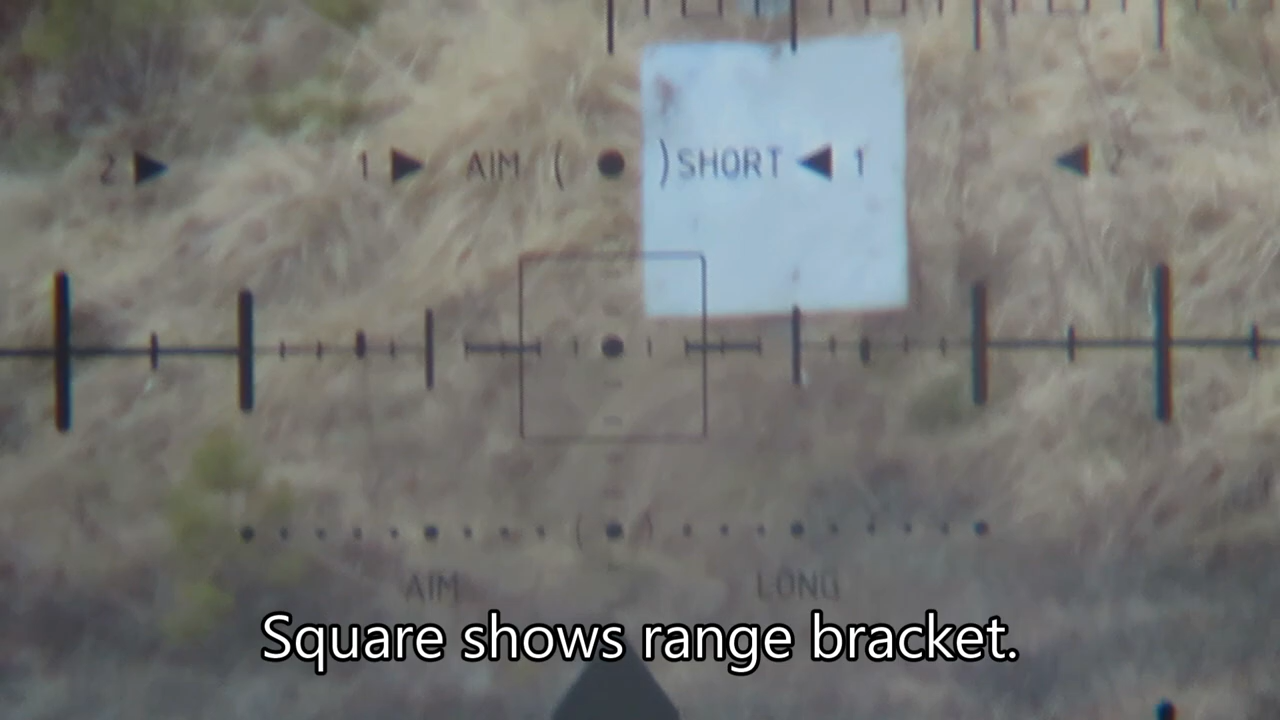 2 1 AIM ( ) SHORT 1 2
( )
AIM LONG
Square shows range bracket.